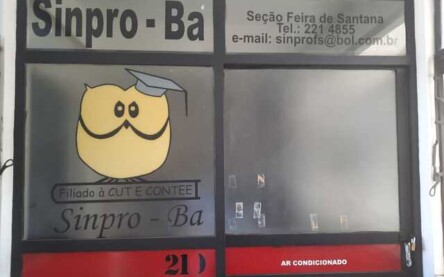 Sinpro - Ba
Seção Feira de Santana
Tel.: 221 4855
e-mail: sinprofs@bol.com.br
Filiado à CUT E CONTEE
Sinpro - Ba
21D
AR CONDICIONADO